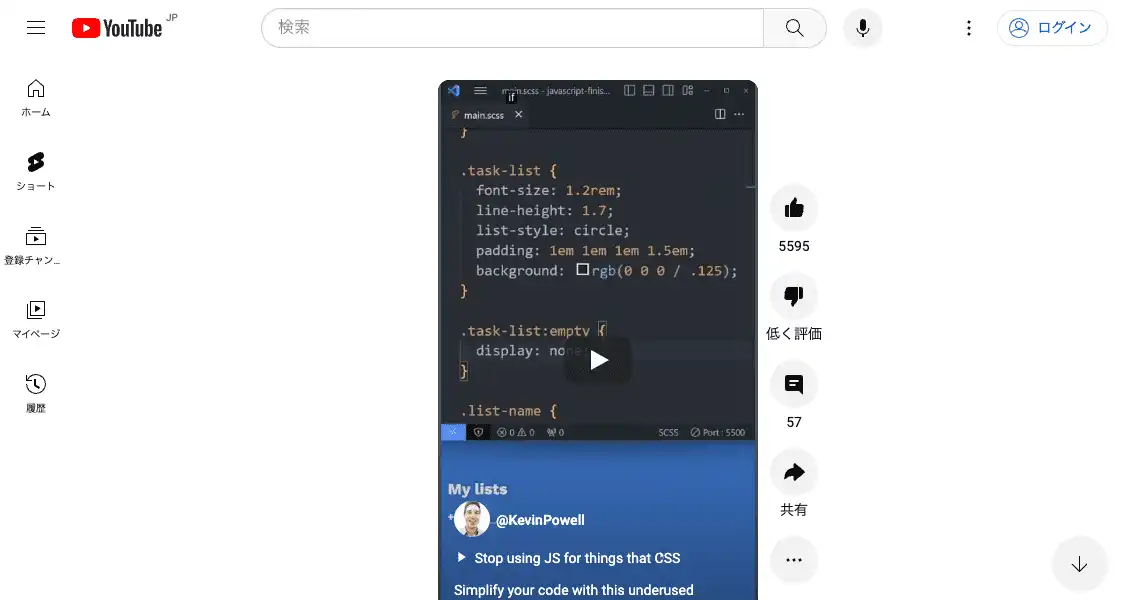 YouTube JP
検索
ログイン
ホーム
ショート
登録チャン...
マイページ
履歴
main.scss - javascript-finis...
if
main.scss
}
.task-list {
font-size: 1.2rem;
line-height: 1.7;
list-style: circle;
padding: 1em 1em 1em 1.5em;
background: rgb(0 0 0 / .125);
}
.task-list:empty {
display: none
}
.list-name {
0 0 0 SCSS Port : 5500
My lists
@KevinPowell
Stop using JS for things that CSS
Simplify your code with this underused
5595
低く評価
57
共有